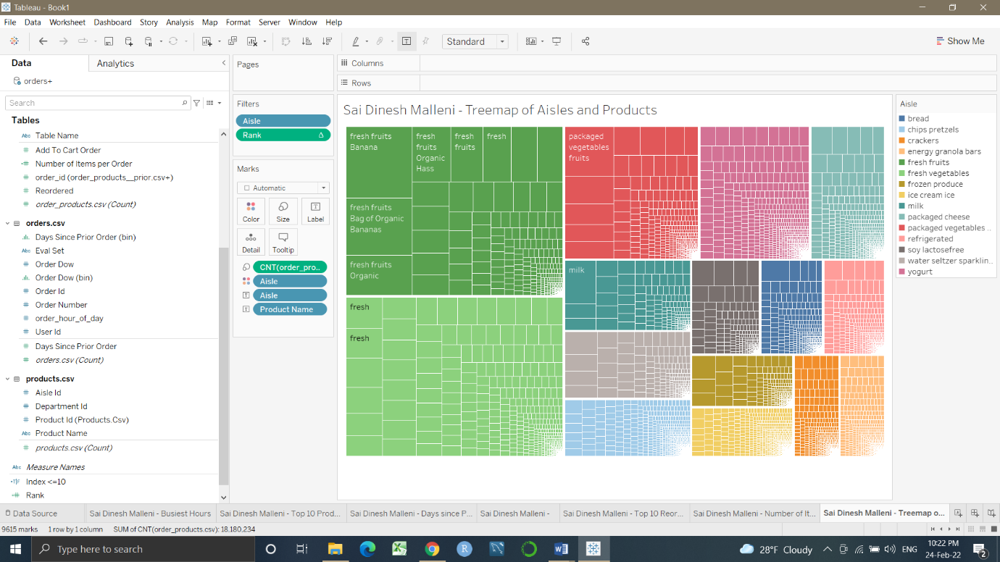 Tableau - Book1
File Data Worksheet Dashboard Story Analysis Map Format Server Window Help
Standard
Show Me
Data
Analytics
orders+
Search
Tables
Abc Table Name
Add To Cart Order
Number of Items per Order
order_id (order_products__prior.csv+)
Reordered
order_products.csv (Count)
orders.csv
Days Since Prior Order (bin)
Abc Eval Set
Order Dow
Order Dow (bin)
Order Id
Order Number
order_hour_of_day
User Id
Days Since Prior Order
orders.csv (Count)
products.csv
Aisle Id
Department Id
Product Id (Products.Csv)
Abc Product Name
products.csv (Count)
Abc Measure Names
Index <=10
Rank
Pages
Filters
Aisle
Rank
Marks
Automatic
Color
Size
Label
Detail
Tooltip
CNT(order_pro..
Aisle
Aisle
Product Name
Columns
Rows
Sai Dinesh Malleni - Treemap of Aisles and Products
fresh fruits
Banana
fresh
fruits
Organic
Hass
fresh
fruits
fresh
fresh fruits
Bag of Organic
Bananas
fresh fruits
Organic
fresh
fresh
packaged
vegetables
fruits
milk
Aisle
bread
chips pretzels
crackers
energy granola bars
fresh fruits
fresh vegetables
frozen produce
ice cream ice
milk
packaged cheese
packaged vegetables ..
refrigerated
soy lactosefree
water seltzer sparklin..
yogurt
Data Source
Sai Dinesh Malleni - Busiest Hours
Sai Dinesh Malleni - Top 10 Prod...
Sai Dinesh Malleni - Days since P...
Sai Dinesh Malleni -
Sai Dinesh Malleni - Top 10 Reor...
Sai Dinesh Malleni - Number of It...
Sai Dinesh Malleni - Treemap o...
9615 marks
1 row by 1 column
SUM of CNT(order_products.csv): 18,180,234
Type here to search
28°F Cloudy
ENG
10:22 PM
24-Feb-22
2